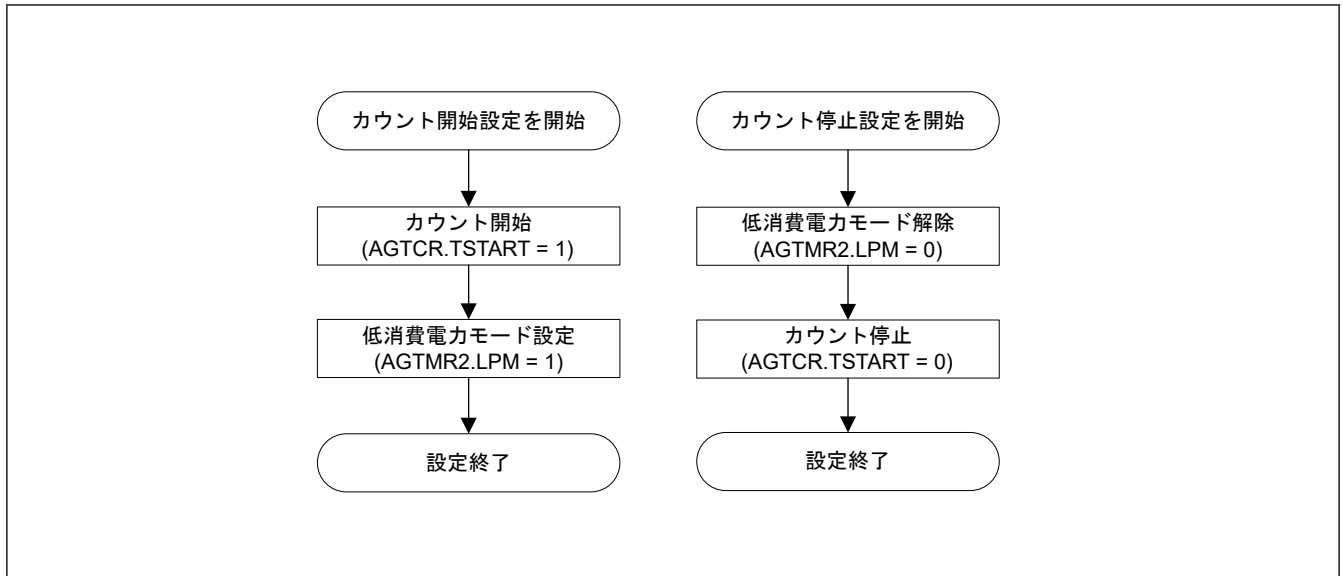 カウント開始設定を開始
カウント開始
(AGTCR.TSTART = 1)
低消費電力モード設定
(AGTMR2.LPM = 1)
設定終了
カウント停止設定を開始
低消費電力モード解除
(AGTMR2.LPM = 0)
カウント停止
(AGTCR.TSTART = 0)
設定終了